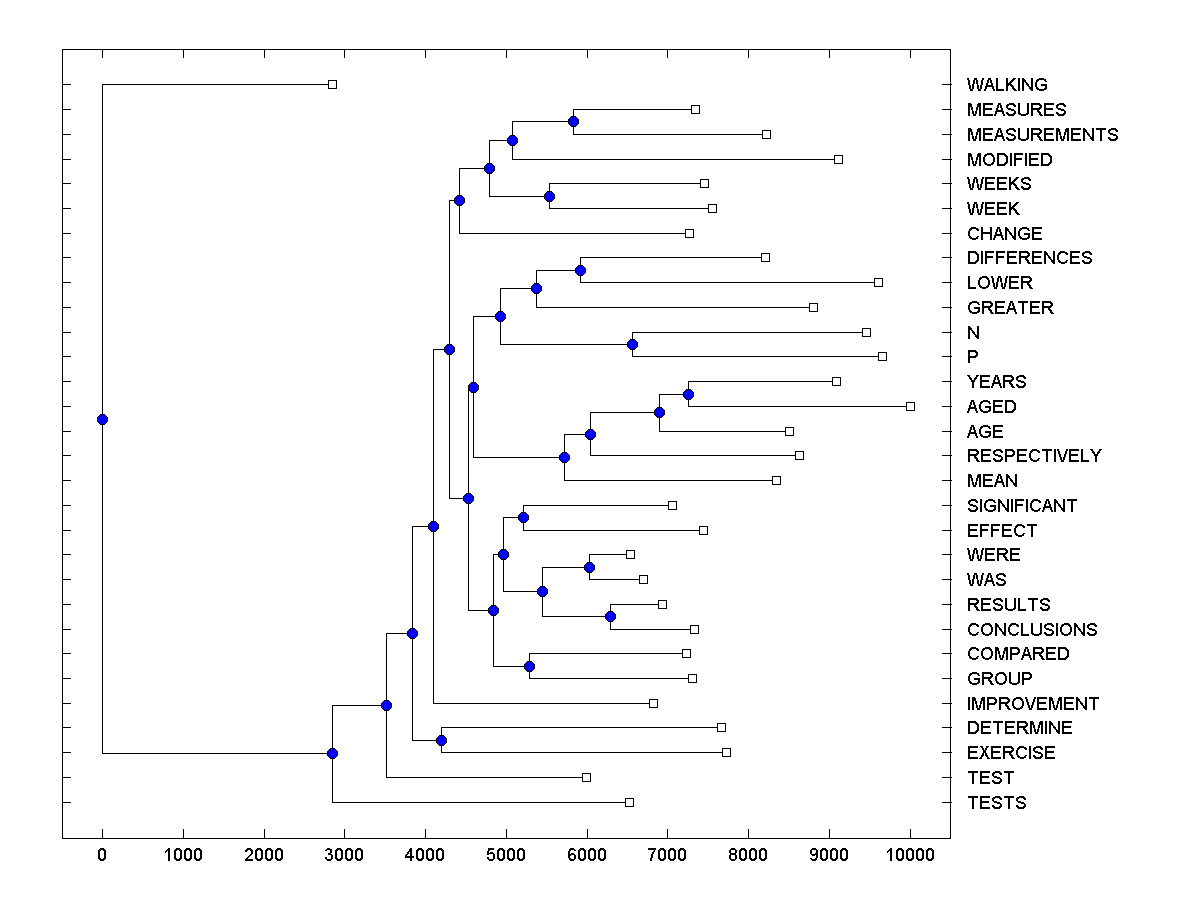 WALKING
MEASURES
MEASUREMENTS
MODIFIED
WEEKS
WEEK
CHANGE
DIFFERENCES
LOWER
GREATER
N
P
YEARS
AGED
AGE
RESPECTIVELY
MEAN
SIGNIFICANT
EFFECT
WERE
WAS
RESULTS
CONCLUSIONS
COMPARED
GROUP
IMPROVEMENT
DETERMINE
EXERCISE
TEST
TESTS
0 1000 2000 3000 4000 5000 6000 7000 8000 9000 10000